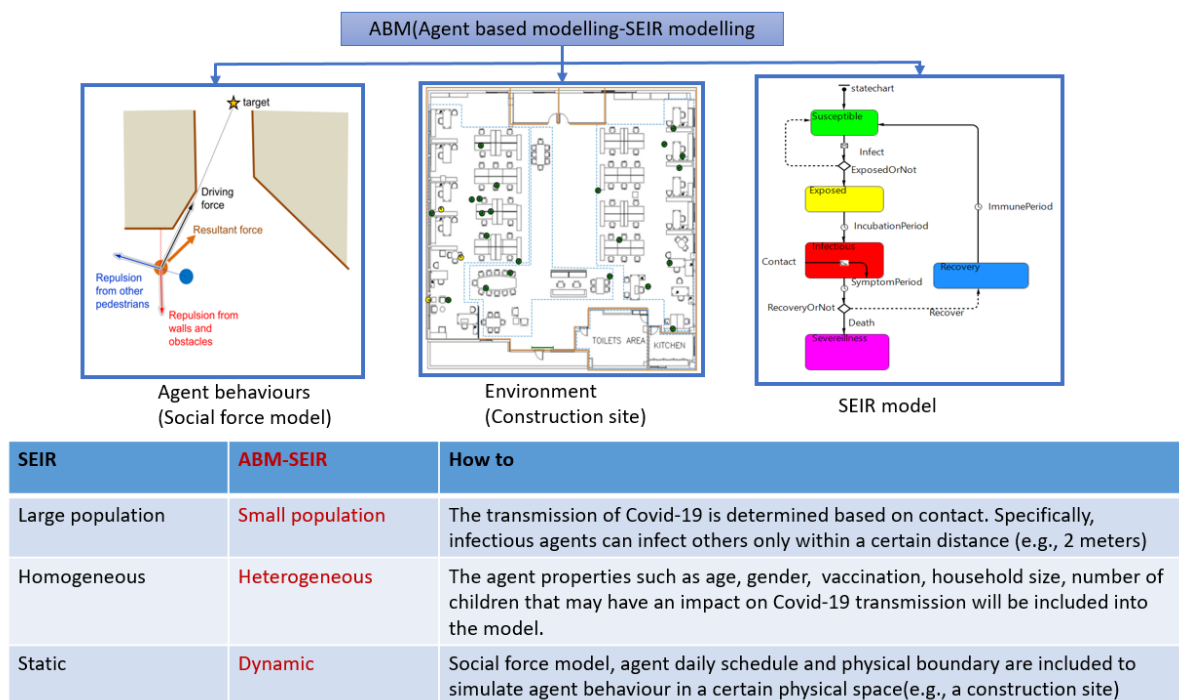 ABM(Agent based modelling-SEIR modelling
target
Driving
force
Resultant force
Repulsion
from other
pedestrians
Repulsion from
walls and
obstacles
Agent behaviours
(Social force model)
TOILETS AREA
KITCHEN
Environment
(Construction site)
statechart
Susceptible
Infect
ExposedOrNot
Exposed
IncubationPeriod
ImmunePeriod
Infectious
Contact
SymptomPeriod
Recovery
RecoveryOrNot
Recover
Death
Severeillness
SEIR model
SEIR ABM-SEIR How to
Large population Small population The transmission of Covid-19 is determined based on contact. Specifically,
infectious agents can infect others only within a certain distance (e.g., 2 meters)
Homogeneous Heterogeneous The agent properties such as age, gender, vaccination, household size, number of
children that may have an impact on Covid-19 transmission will be included into
the model.
Static Dynamic Social force model, agent daily schedule and physical boundary are included to
simulate agent behaviour in a certain physical space(e.g., a construction site)